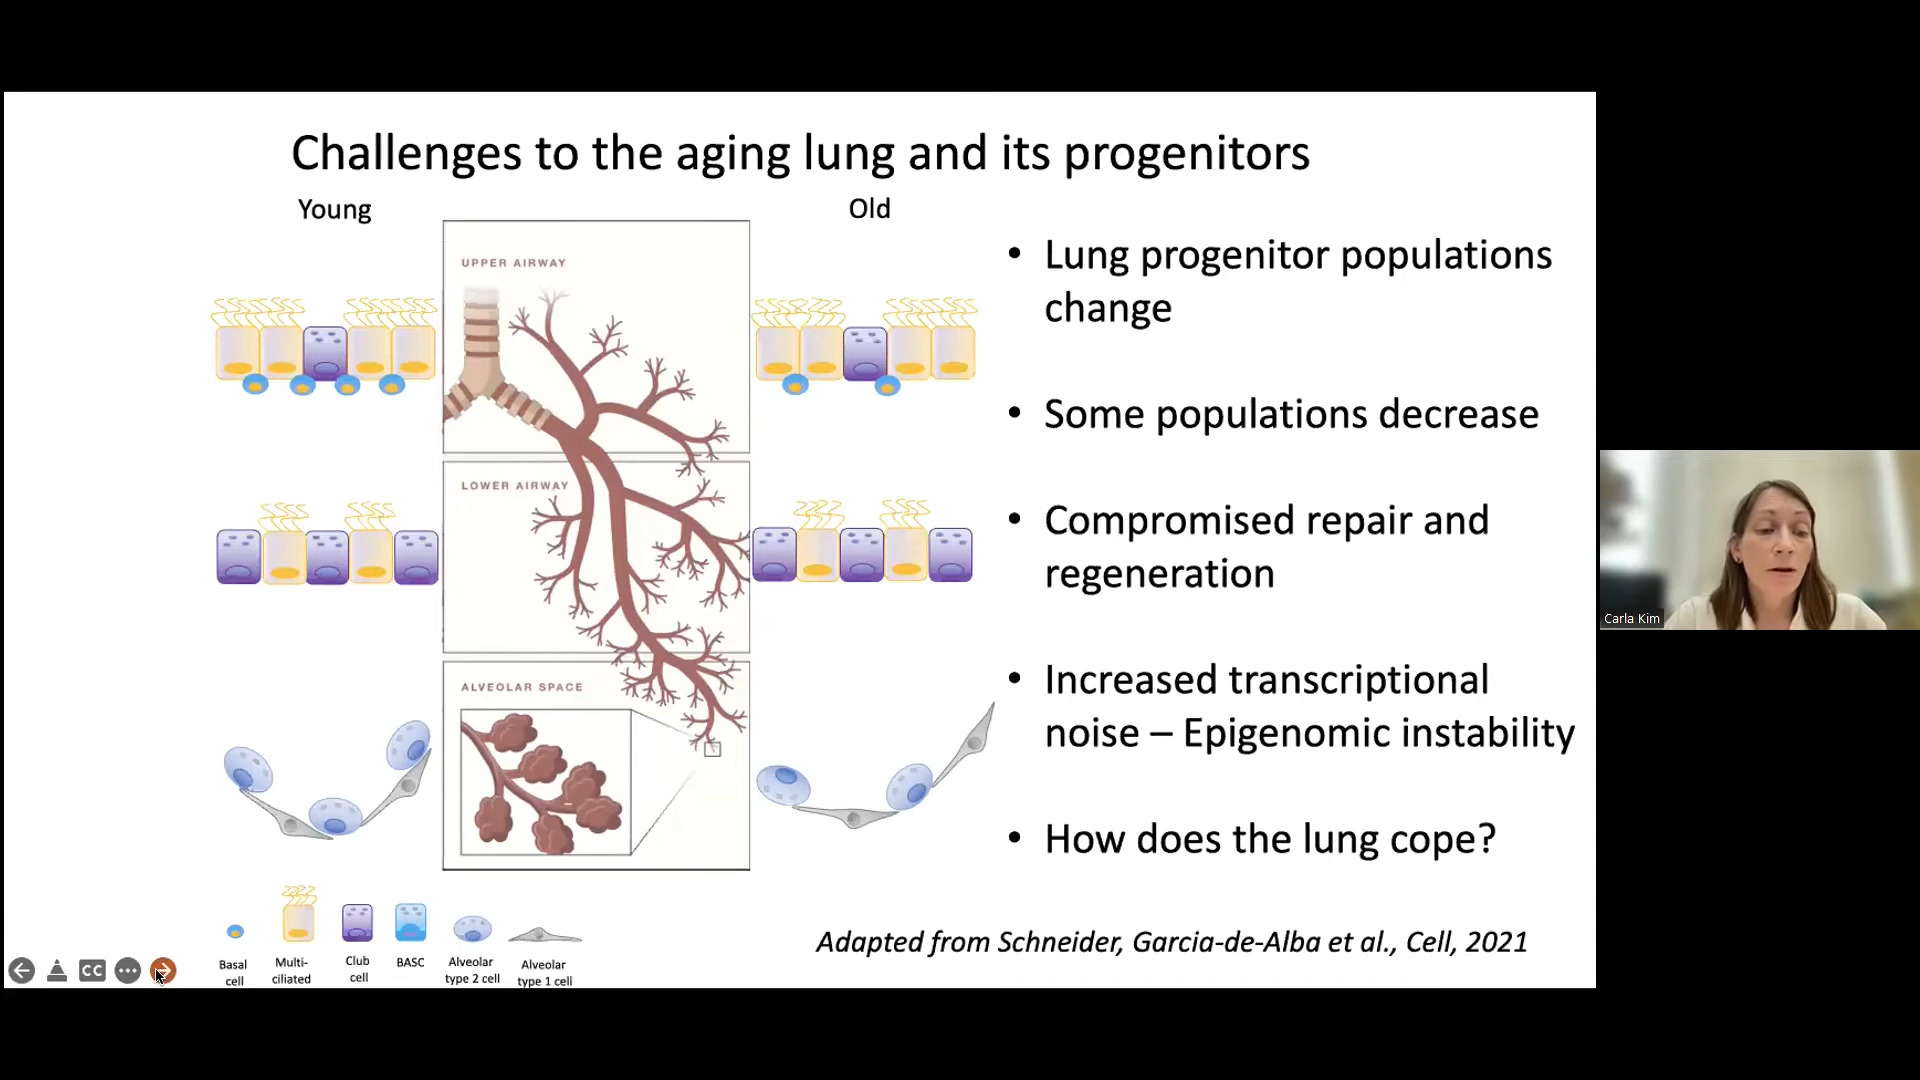 Challenges to the aging lung and its progenitors
Young
Old
UPPER AIRWAY
LOWER AIRWAY
ALVEOLAR SPACE
• Lung progenitor populations
change
• Some populations decrease
• Compromised repair and
regeneration
• Increased transcriptional
noise – Epigenomic instability
• How does the lung cope?
Adapted from Schneider, Garcia-de-Alba et al., Cell, 2021
Basal
cell
Multi-
ciliated
Club
cell
BASC
Alveolar
type 2 cell
Alveolar
type 1 cell
CC
Carla Kim